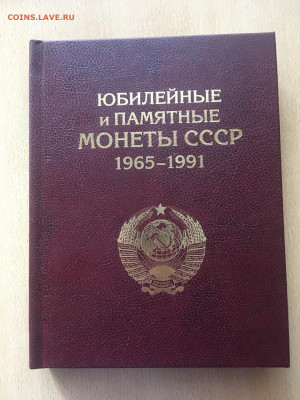 COINS.LAVE.RU
ЮБИЛЕЙНЫЕ
И ПАМЯТНЫЕ
МОНЕТЫ СССР
1965–1991